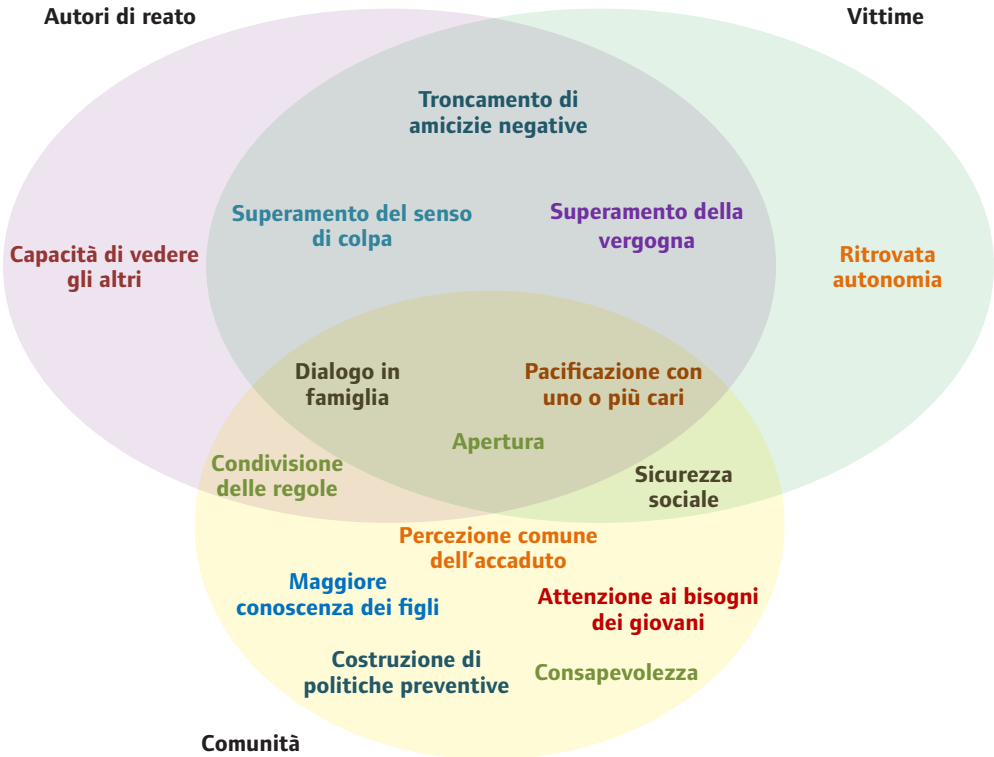 Autori di reato
Vittime
Troncamento di
amicizie negative
Superamento del senso
di colpa
Superamento della
vergogna
Capacità di vedere
gli altri
Ritrovata
autonomia
Dialogo in
famiglia
Pacificazione con
uno o più cari
Apertura
Condivisione
delle regole
Sicurezza
sociale
Percezione comune
dell’accaduto
Maggiore
conoscenza dei figli
Attenzione ai bisogni
dei giovani
Costruzione di
politiche preventive
Consapevolezza
Comunità